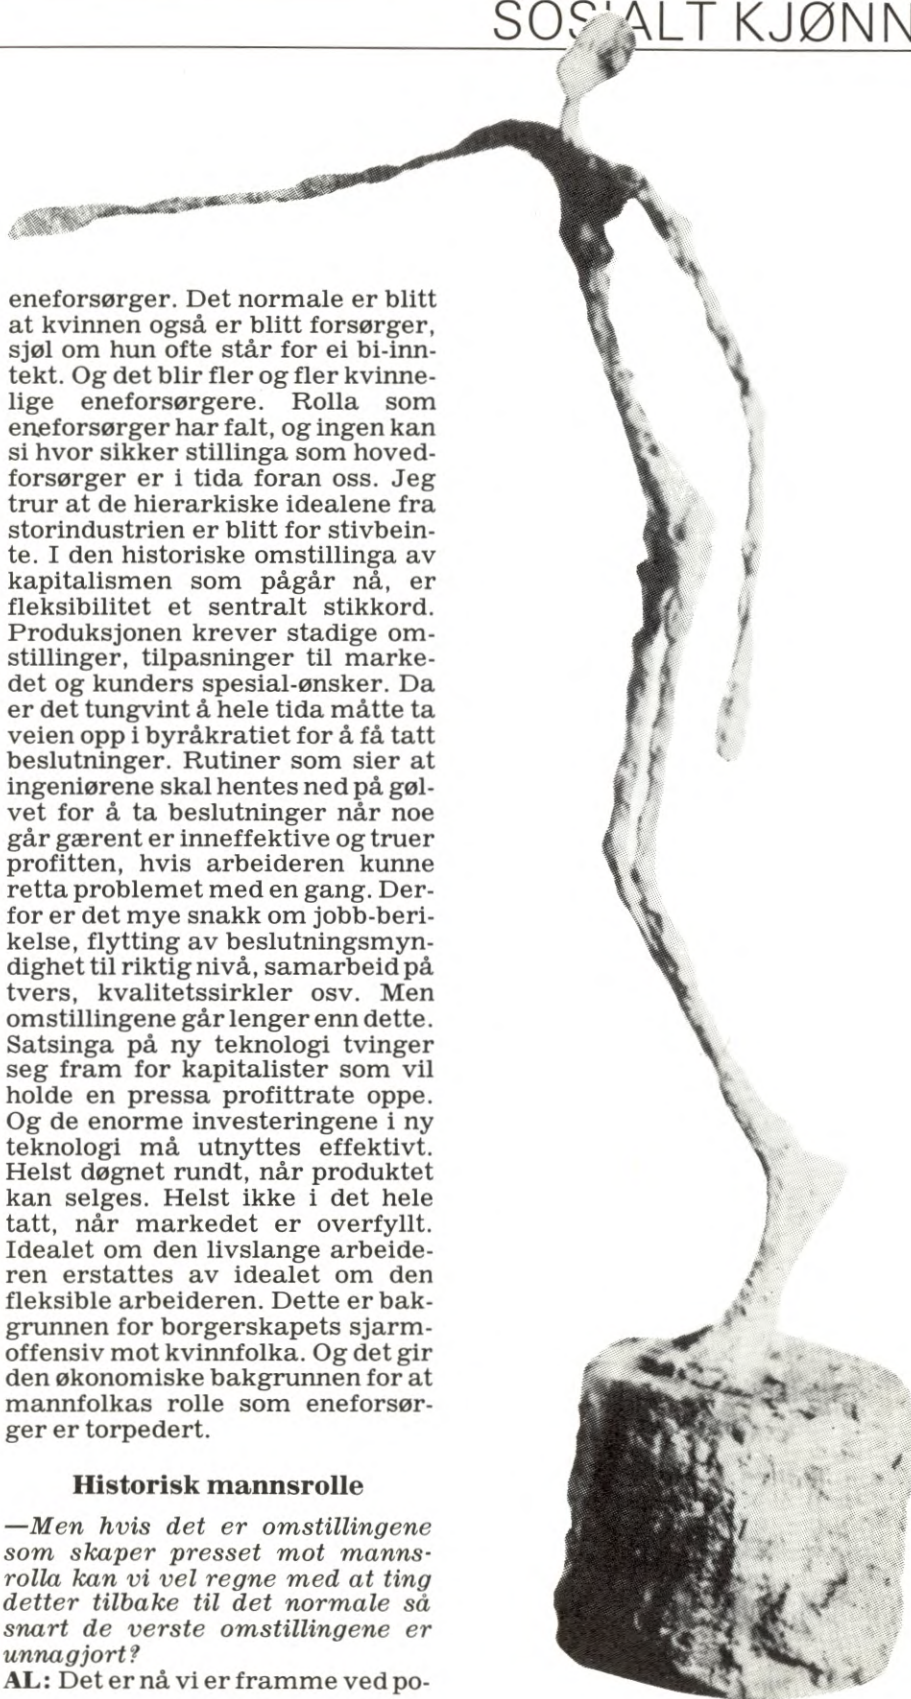 SOSIALT KJØNN
eneforsørger. Det normale er blitt
at kvinnen også er blitt forsørger,
sjøl om hun ofte står for ei bi-inn-
tekt. Og det blir fler og fler kvinne-
lige eneforsørgere. Rolla som
eneforsørger har falt, og ingen kan
si hvor sikker stillinga som hoved-
forsørger er i tida foran oss. Jeg
trur at de hierarkiske idealene fra
storindustrien er blitt for stivbein-
te. I den historiske omstillinga av
kapitalismen som pågår nå, er
fleksibilitet et sentralt stikkord.
Produksjonen krever stadige om-
stillinger, tilpasninger til marke-
det og kunders spesial-ønsker. Da
er det tungvint å hele tida måtte ta
veien opp i byråkratiet for å få tatt
beslutninger. Rutiner som sier at
ingeniørene skal hentes ned på gøl-
vet for å ta beslutninger når noe
går gærent er inneffektive og truer
profitten, hvis arbeideren kunne
retta problemet med en gang. Der-
for er det mye snakk om jobb-beri-
kelse, flytting av beslutningsmyn-
dighet til riktig nivå, samarbeid på
tvers, kvalitetssirkler osv. Men
omstillingene går lenger enn dette.
Satsinga på ny teknologi tvinger
seg fram for kapitalister som vil
holde en pressa profittrate oppe.
Og de enorme investeringene i ny
teknologi må utnyttes effektivt.
Helst døgnet rundt, når produktet
kan selges. Helst ikke i det hele
tatt, når markedet er overfyllt.
Idealet om den livslange arbeide-
ren erstattes av idealet om den
fleksible arbeideren. Dette er bak-
grunnen for borgerskapets sjarm-
offensiv mot kvinnfolka. Og det gir
den økonomiske bakgrunnen for at
mannfolkas rolle som eneforsør-
ger er torpedert.
Historisk mannsrolle
—Men hvis det er omstillingene
som skaper presset mot manns-
rolla kan vi vel regne med at ting
detter tilbake til det normale så
snart de verste omstillingene er
unnagjort?
AL: Det er nå vi er framme ved po-